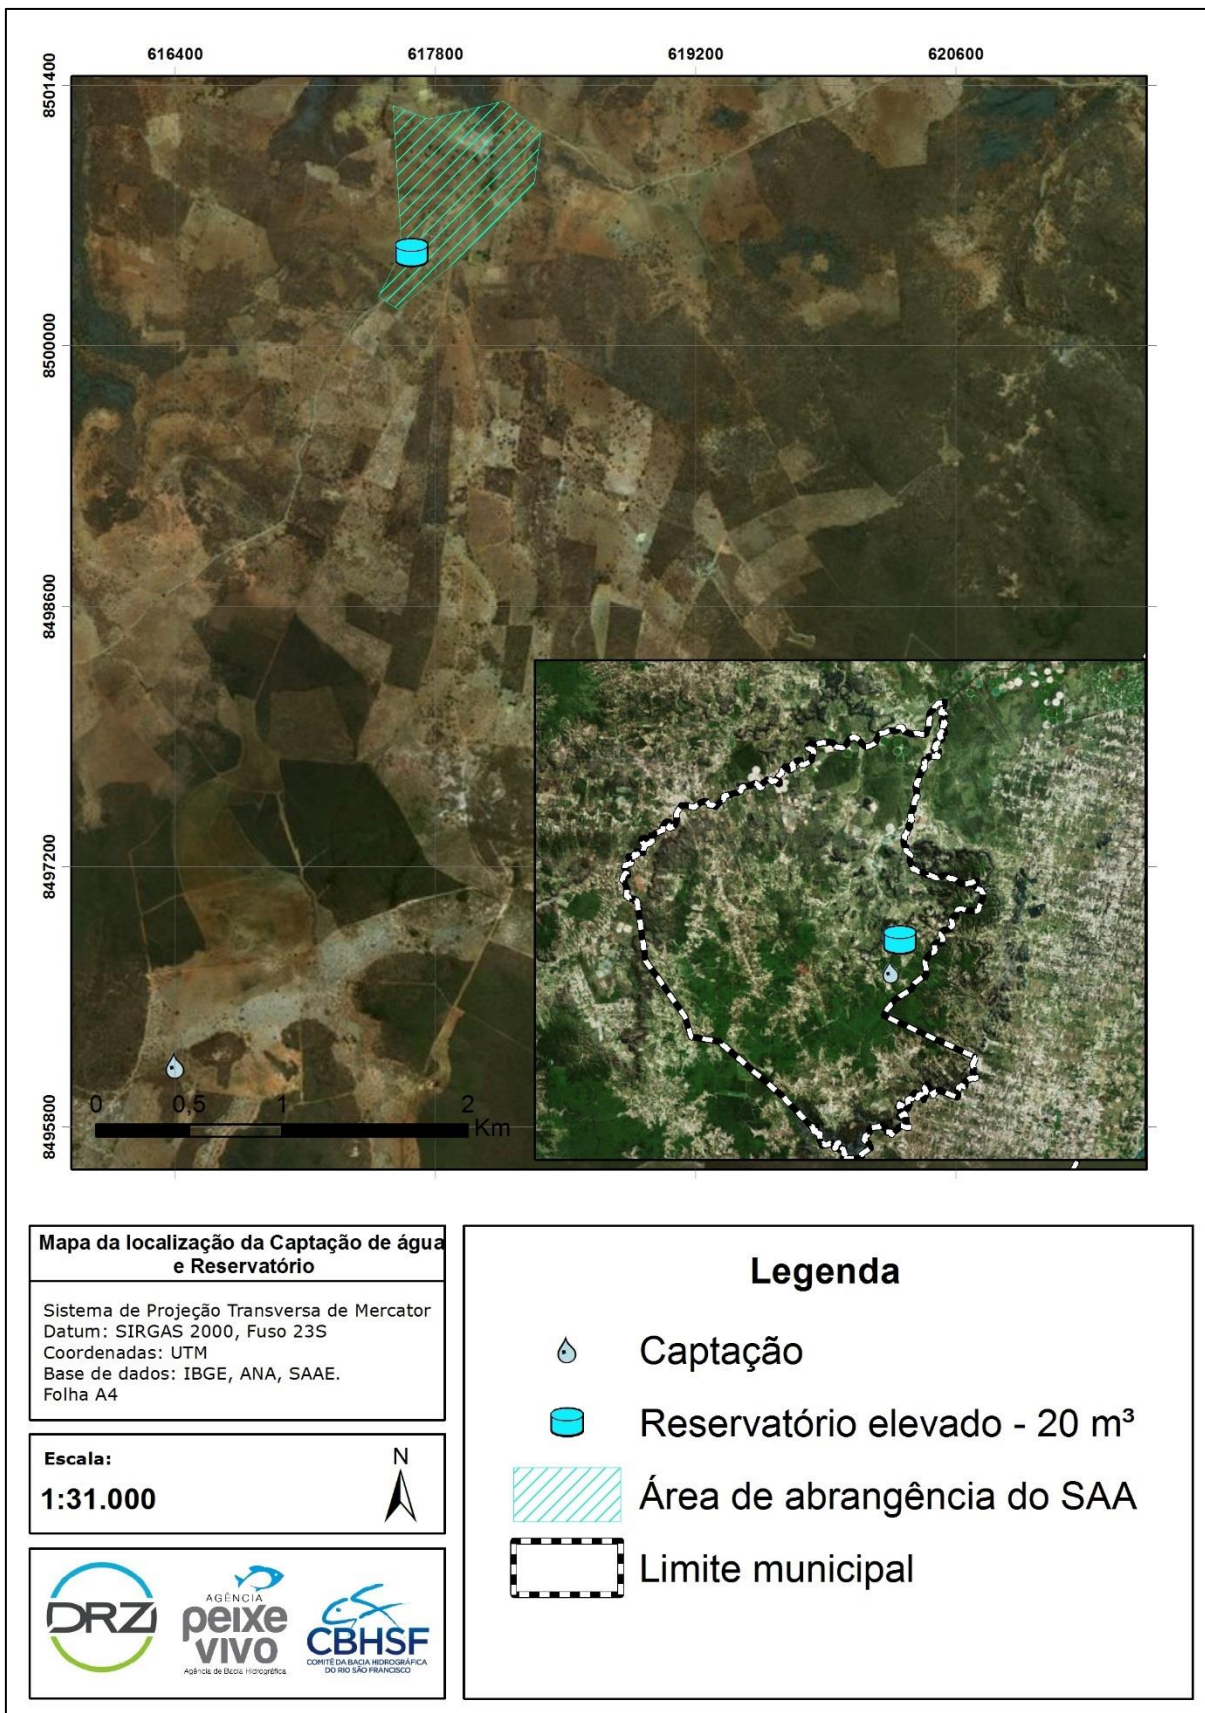 616400
617800
619200
620600
8501400
8500000
8498600
8497200
8495800
0
0,5
1
2
Km
Mapa da localização da Captação de água
e Reservatório
Sistema de Projeção Transversa de Mercator
Datum: SIRGAS 2000, Fuso 23S
Coordenadas: UTM
Base de dados: IBGE, ANA, SAAE.
Folha A4
Escala:
1:31.000
N
DRZ
AGÊNCIA
peixe
VIVO
Agência de Bacia Hidrográfica
CBHSF
COMITÊ DA BACIA HIDROGRÁFICA
DO RIO SÃO FRANCISCO
Legenda
Captação
Reservatório elevado - 20 m³
Área de abrangência do SAA
Limite municipal